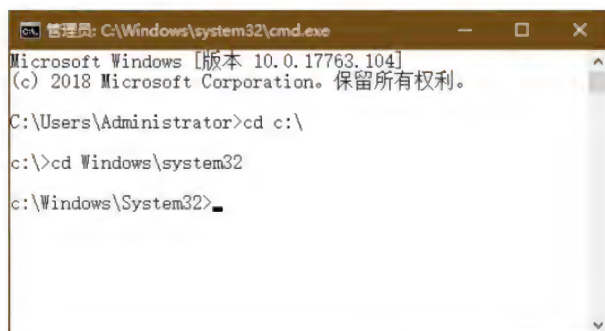 管理员: C:\Windows\system32\cmd.exe
Microsoft Windows [版本 10.0.17763.104]
(c) 2018 Microsoft Corporation。保留所有权利。
C:\Users\Administrator>cd c:\
c:\>cd Windows\system32
c:\Windows\System32>